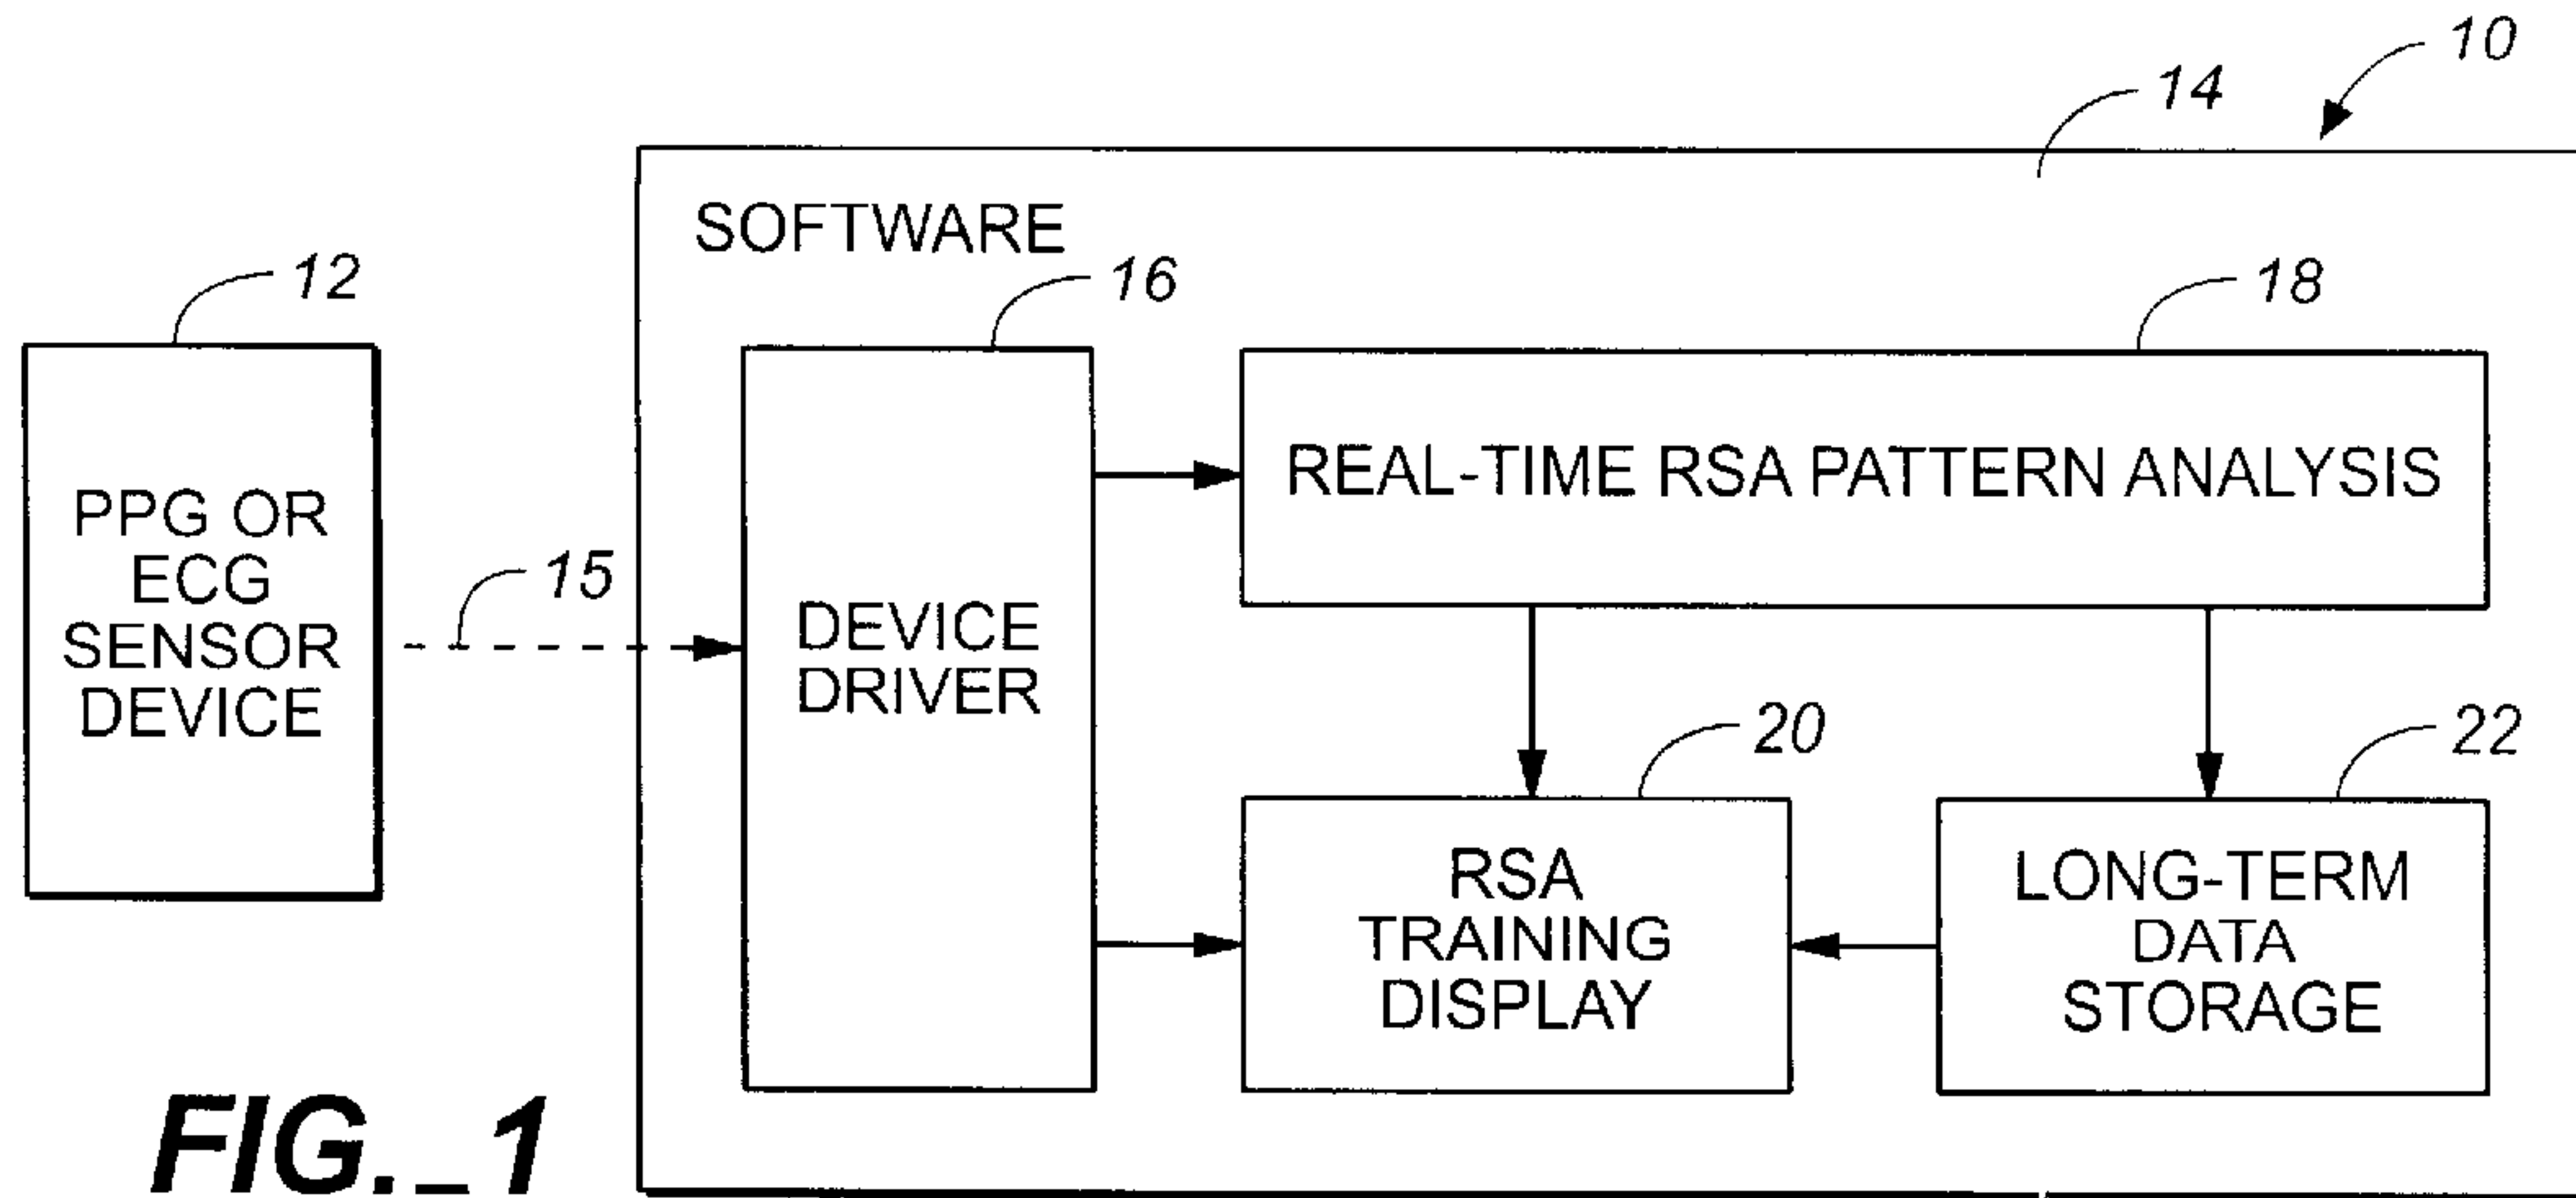 10
14
SOFTWARE
12
16
18
PPG OR
ECG
SENSOR
DEVICE
15
DEVICE
DRIVER
REAL-TIME RSA PATTERN ANALYSIS
20
22
RSA
TRAINING
DISPLAY
LONG-TERM
DATA
STORAGE
FIG._1